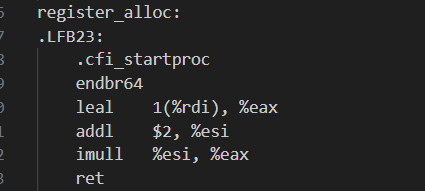 register_alloc:
.LFB23:
.cfi_startproc
endbr64
leal 1(%rdi), %eax
addl $2, %esi
imull %esi, %eax
ret